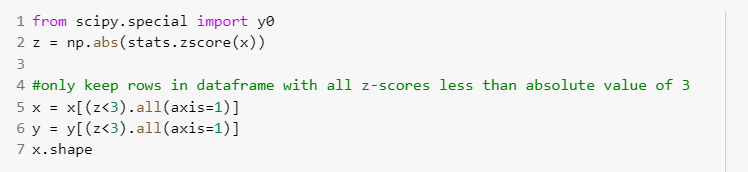 1 from scipy.special import y0
2 z = np.abs(stats.zscore(x))
3
4 #only keep rows in dataframe with all z-scores less than absolute value of 3
5 x = x[(z<3).all(axis=1)]
6 y = y[(z<3).all(axis=1)]
7 x.shape